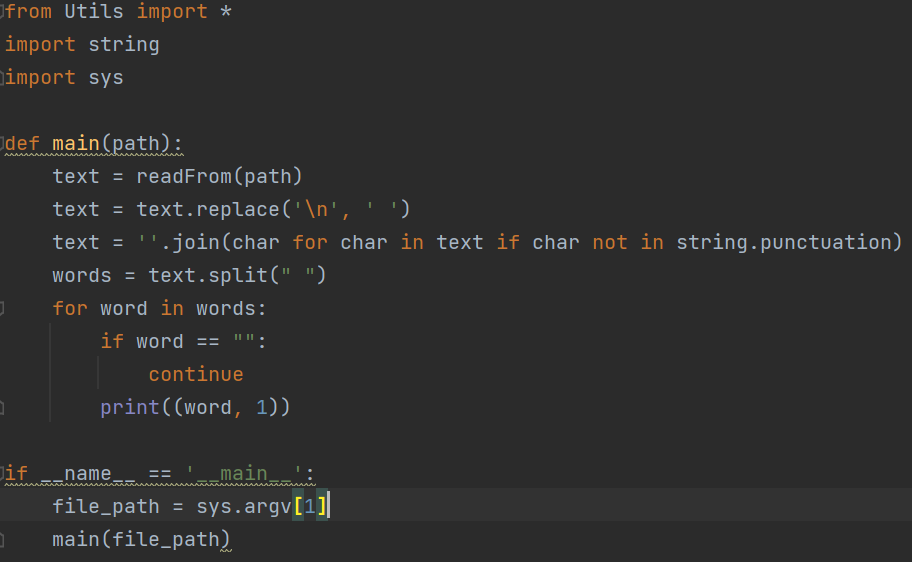 from Utils import *
import string
import sys
def main(path):
    text = readFrom(path)
    text = text.replace('\n', ' ')
    text = ''.join(char for char in text if char not in string.punctuation)
    words = text.split(" ")
    for word in words:
        if word == "":
            continue
        print((word, 1))
if __name__ == '__main__':
    file_path = sys.argv[1]
    main(file_path)